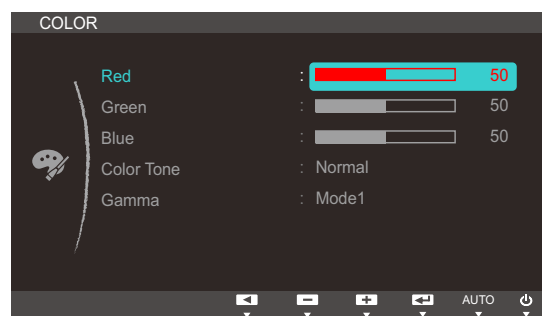 COLOR
Red : 50
Green : 50
Blue : 50
Color Tone : Normal
Gamma : Mode1
AUTO